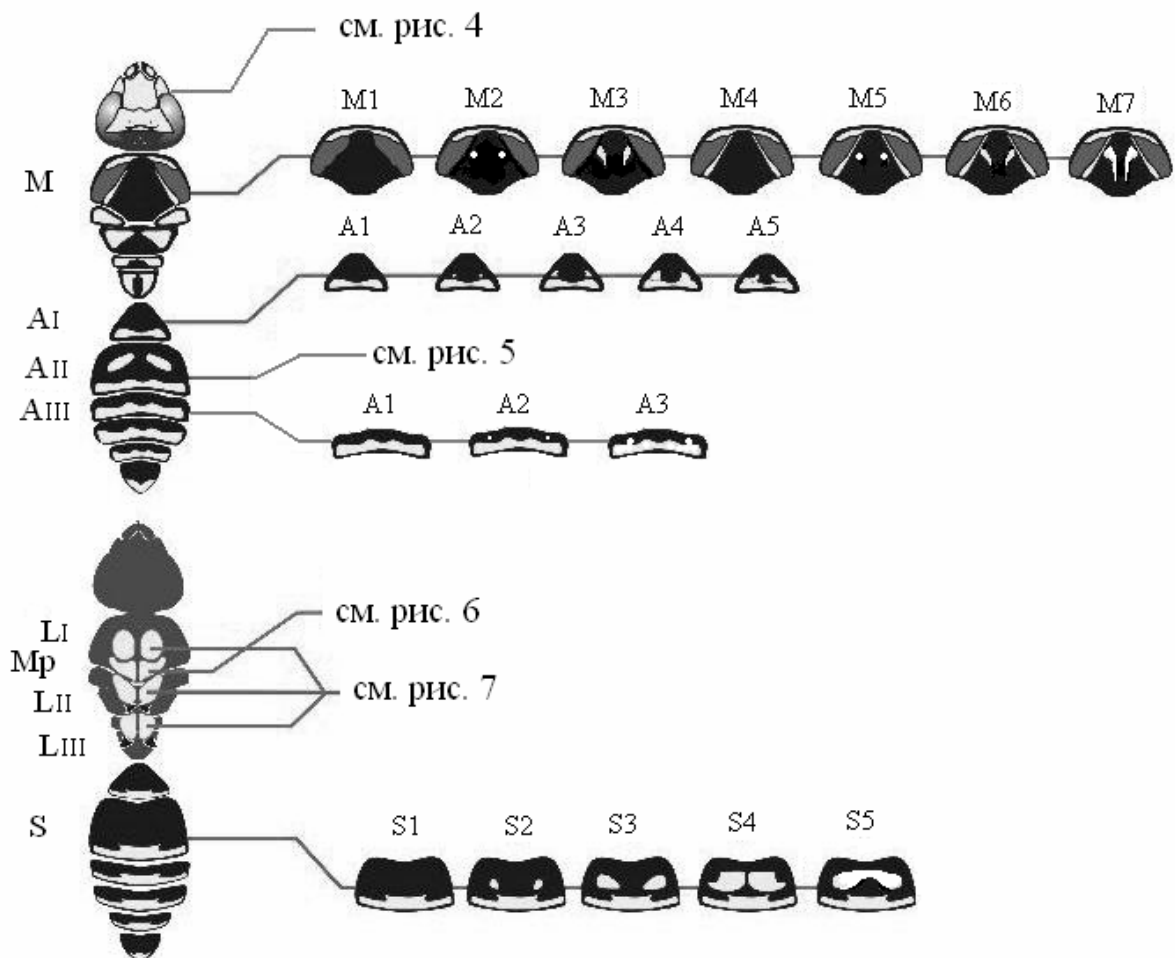 см. рис. 4
M1 M2 M3 M4 M5 M6 M7
M
A1 A2 A3 A4 A5
AI
см. рис. 5
AII
AIII
A1 A2 A3
см. рис. 6
LI
Mp
см. рис. 7
LII
LIII
S
S1 S2 S3 S4 S5